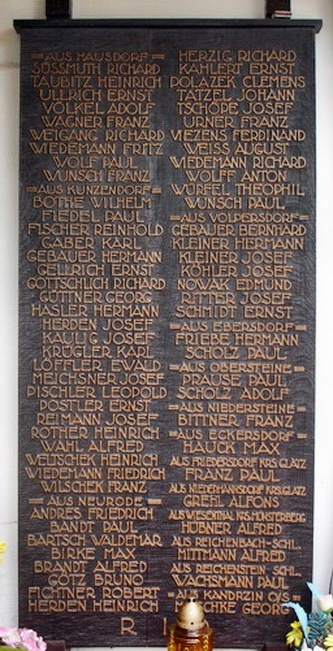 =AUS HAUSDORF=
SÜSSMUTH RICHARD
TAUBITZ HEINRICH
ULLRICH ERNST
VOLKEL ADOLF
WAGNER FRANZ
WEIGANG RICHARD
WIEDEMANN FRITZ
WOLF PAUL
WUNSCH FRANZ
=AUS KUNZENDORF=
BOTHE WILHELM
FIEDEL PAUL
FISCHER REINHOLD
GABER KARL
GEBAUER HERMANN
GELLRICH ERNST
GOTTSCHLICH RICHARD
GÜTTNER GEORG
HASLER HERMANN
HERDEN JOSEF
KAULIG JOSEF
KRÜGLER KARL
LÖFFLER EWALD
MEICHSNER JOSEF
PISCHLER LEOPOLD
POSTLER ERNST
REIMANN JOSEF
ROTHER HEINRICH
WAHL ALFRED
WELTSCHEK HEINRICH
WIEDEMANN FRIEDRICH
WILSCHEK FRANZ
=AUS NEURODE=
ANDRES FRIEDRICH
BANDT PAUL
BARTSCH WALDEMAR
BIRKE MAX
BRANDT ALFRED
GÖTZ BRUNO
FICHTNER ROBERT
HERDEN HEINRICH
HERZIG RICHARD
KAHLERT ERNST
POLAZEK CLEMENS
TATZEL JOHANN
TSCHÖPE JOSEF
URNER FRANZ
VIEZENS FERDINAND
WEISS AUGUST
WIEDEMANN RICHARD
WOLFF ANTON
WÜRFEL THEOPHIL
WUNSCH PAUL
=AUS VOLPERSDORF=
GEBAUER BERNHARD
KLEINER HERMANN
KLEINER JOSEF
KÖHLER JOSEF
NOWAK EDMUND
RITTER JOSEF
SCHMIDT ERNST
=AUS EBERSDORF=
FRIEBE HERMANN
SCHOLZ PAUL
=AUS OBERSTEINE=
PRAUSE PAUL
SCHOLZ ADOLF
=AUS NIEDERSTEINE=
BITTNER FRANZ
=AUS ECKERSDORF=
HAUCK MAX
AUS FRIEDERSDORF KRS. GLATZ
FRANZ PAUL
AUS NIEDERHANNSDORF KRS. GLATZ
GREHL ALFONS
AUS WIESENTHAL KRS. MÜNSTERBERG
HÜBNER ALFRED
AUS REICHENBACH-SCHL.
MITTMANN ALFRED
AUS REICHENSTEIN SCHL.
WACHSMANN PAUL
=AUS KANDRZIN O/S=
GEORG
R I